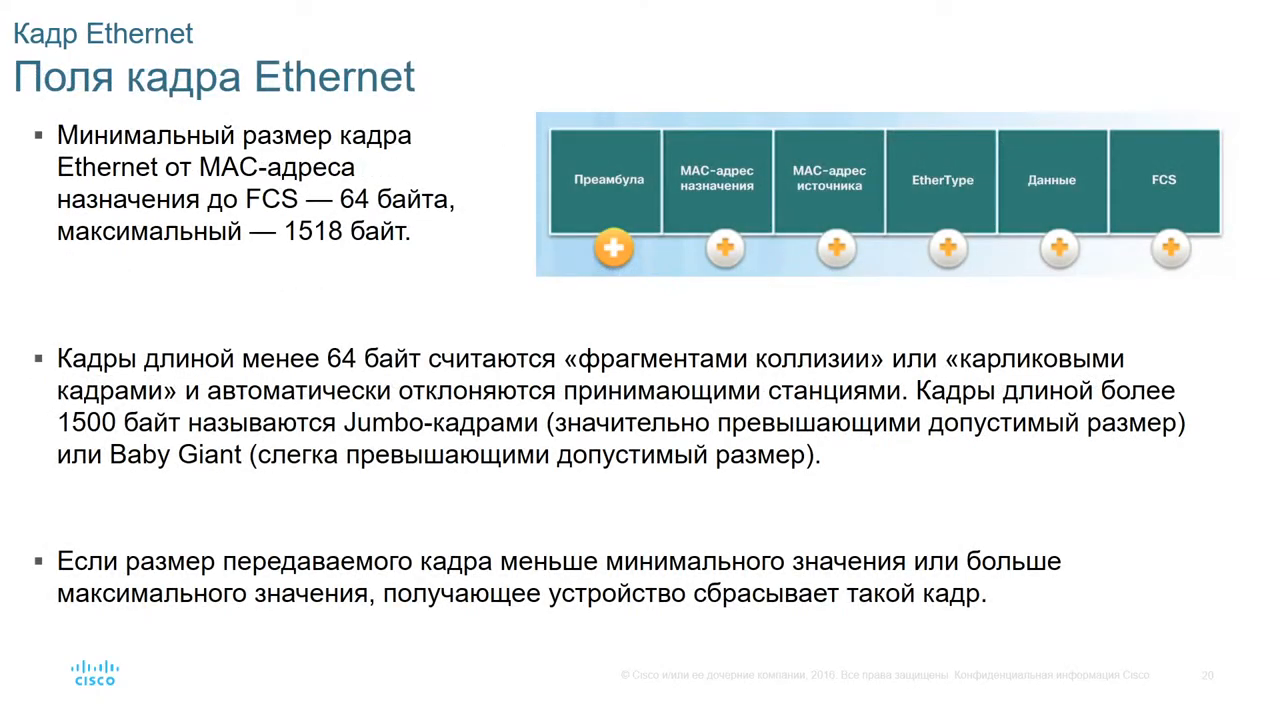 Кадр Ethernet
Поля кадра Ethernet
▪ Минимальный размер кадра
Ethernet от MAC-адреса
назначения до FCS — 64 байта,
максимальный — 1518 байт.
Преамбула
MAC-адрес
назначения
MAC-адрес
источника
EtherType
Данные
FCS
▪ Кадры длиной менее 64 байт считаются «фрагментами коллизии» или «карликовыми
кадрами» и автоматически отклоняются принимающими станциями. Кадры длиной более
1500 байт называются Jumbo-кадрами (значительно превышающими допустимый размер)
или Baby Giant (слегка превышающими допустимый размер).
▪ Если размер передаваемого кадра меньше минимального значения или больше
максимального значения, получающее устройство сбрасывает такой кадр.
CISCO
© Cisco и/или ее дочерние компании, 2016. Все права защищены. Конфиденциальная информация Cisco
20